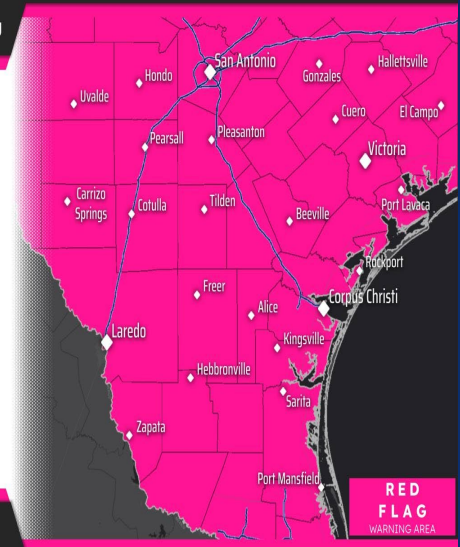 San Antonio
Hondo
Gonzales
Hallettsville
Uvalde
Cuero
El Campo
Pearsall
Pleasanton
Victoria
Carrizo
Springs
Cotulla
Tilden
Beeville
Port Lavaca
Rockport
Freer
Alice
Corpus Christi
Laredo
Kingsville
Hebbronville
Sarita
Zapata
Port Mansfield
RED
FLAG
WARNING AREA